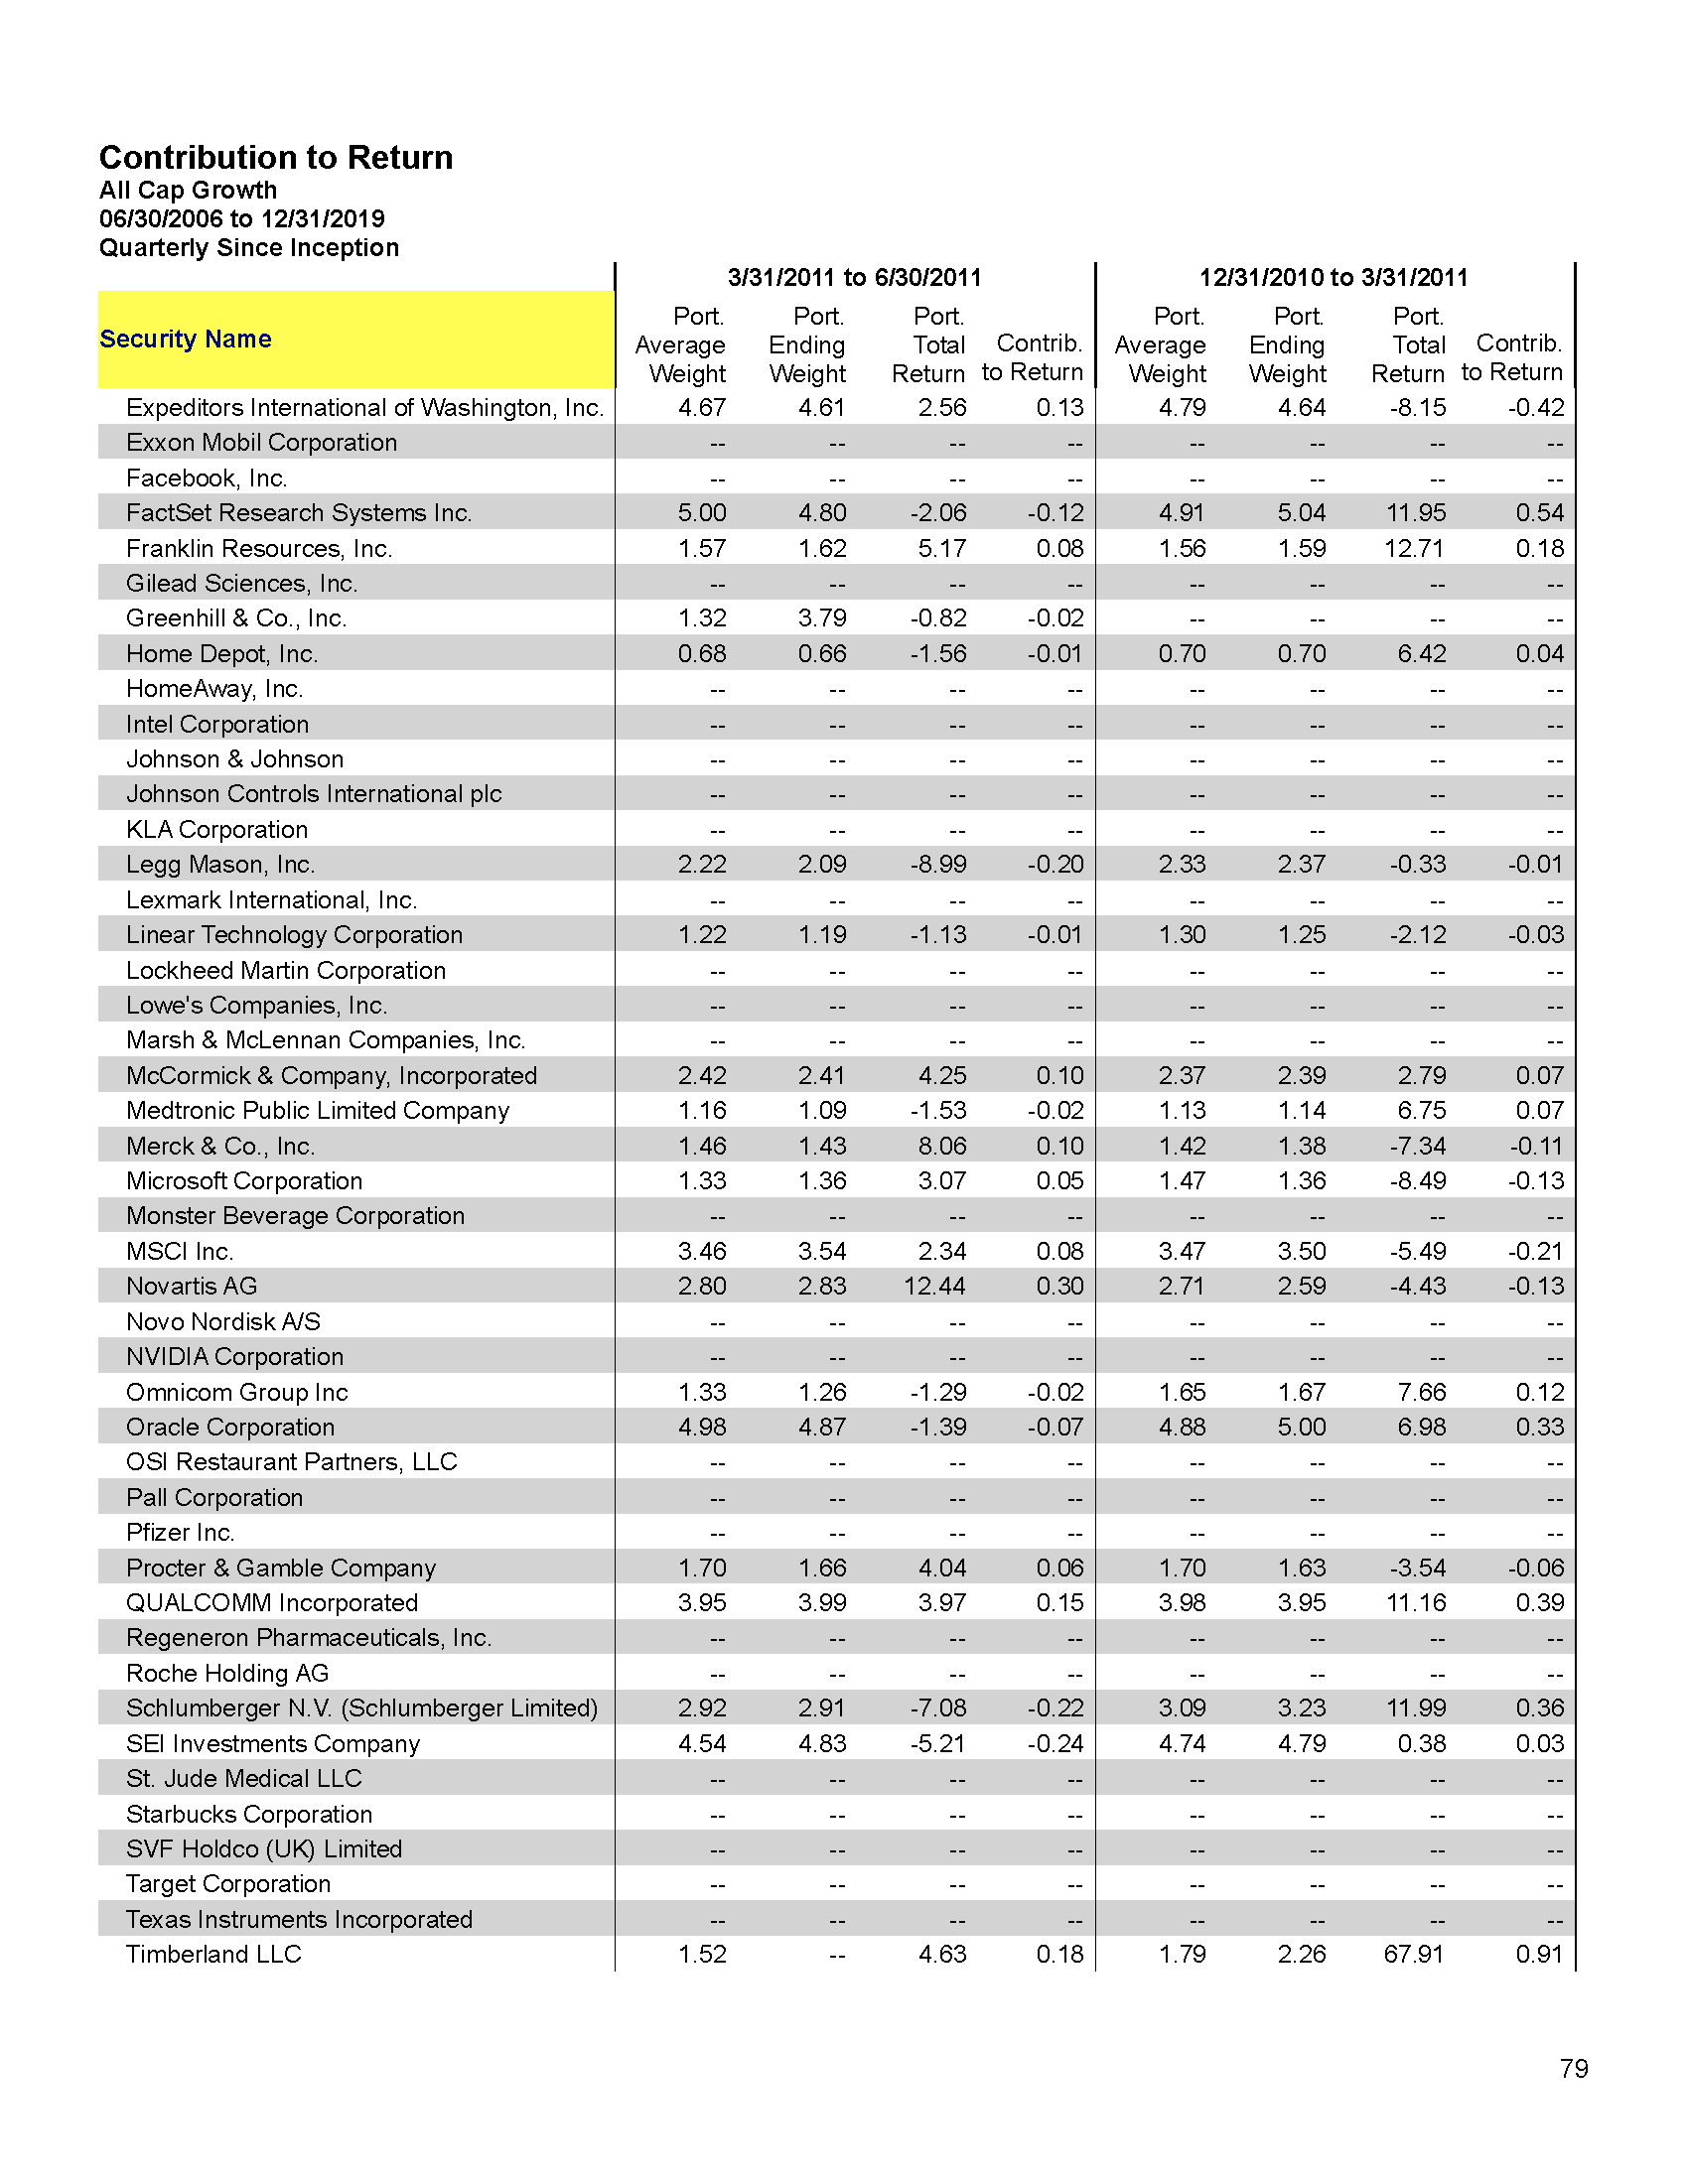 Contribution to Return
All Cap Growth
06/30/2006 to 12/31/2019
Quarterly Since Inception
3/31/2011 to 6/30/2011 12/31/2010 to 3/31/2011
Security Name Port. Average Weight Port. Ending Weight Port. Total Return Contrib. to Return Port. Average Weight Port. Ending Weight Port. Total Return Contrib. to Return
Expeditors International of Washington, Inc. 4.67 4.61 2.56 0.13 4.79 4.64 -8.15 -0.42
Exxon Mobil Corporation -- -- -- -- -- -- -- --
Facebook, Inc. -- -- -- -- -- -- -- --
FactSet Research Systems Inc. 5.00 4.80 -2.06 -0.12 4.91 5.04 11.95 0.54
Franklin Resources, Inc. 1.57 1.62 5.17 0.08 1.56 1.59 12.71 0.18
Gilead Sciences, Inc. -- -- -- -- -- -- -- --
Greenhill & Co., Inc. 1.32 3.79 -0.82 -0.02 -- -- -- --
Home Depot, Inc. 0.68 0.66 -1.56 -0.01 0.70 0.70 6.42 0.04
HomeAway, Inc. -- -- -- -- -- -- -- --
Intel Corporation -- -- -- -- -- -- -- --
Johnson & Johnson -- -- -- -- -- -- -- --
Johnson Controls International plc -- -- -- -- -- -- -- --
KLA Corporation -- -- -- -- -- -- -- --
Legg Mason, Inc. 2.22 2.09 -8.99 -0.20 2.33 2.37 -0.33 -0.01
Lexmark International, Inc. -- -- -- -- -- -- -- --
Linear Technology Corporation 1.22 1.19 -1.13 -0.01 1.30 1.25 -2.12 -0.03
Lockheed Martin Corporation -- -- -- -- -- -- -- --
Lowe's Companies, Inc. -- -- -- -- -- -- -- --
Marsh & McLennan Companies, Inc. -- -- -- -- -- -- -- --
McCormick & Company, Incorporated 2.42 2.41 4.25 0.10 2.37 2.39 2.79 0.07
Medtronic Public Limited Company 1.16 1.09 -1.53 -0.02 1.13 1.14 6.75 0.07
Merck & Co., Inc. 1.46 1.43 8.06 0.10 1.42 1.38 -7.34 -0.11
Microsoft Corporation 1.33 1.36 3.07 0.05 1.47 1.36 -8.49 -0.13
Monster Beverage Corporation -- -- -- -- -- -- -- --
MSCI Inc. 3.46 3.54 2.34 0.08 3.47 3.50 -5.49 -0.21
Novartis AG 2.80 2.83 12.44 0.30 2.71 2.59 -4.43 -0.13
Novo Nordisk A/S -- -- -- -- -- -- -- --
NVIDIA Corporation -- -- -- -- -- -- -- --
Omnicom Group Inc 1.33 1.26 -1.29 -0.02 1.65 1.67 7.66 0.12
Oracle Corporation 4.98 4.87 -1.39 -0.07 4.88 5.00 6.98 0.33
OSI Restaurant Partners, LLC -- -- -- -- -- -- -- --
Pall Corporation -- -- -- -- -- -- -- --
Pfizer Inc. -- -- -- -- -- -- -- --
Procter & Gamble Company 1.70 1.66 4.04 0.06 1.70 1.63 -3.54 -0.06
QUALCOMM Incorporated 3.95 3.99 3.97 0.15 3.98 3.95 11.16 0.39
Regeneron Pharmaceuticals, Inc. -- -- -- -- -- -- -- --
Roche Holding AG -- -- -- -- -- -- -- --
Schlumberger N.V. (Schlumberger Limited) 2.92 2.91 -7.08 -0.22 3.09 3.23 11.99 0.36
SEI Investments Company 4.54 4.83 -5.21 -0.24 4.74 4.79 0.38 0.03
St. Jude Medical LLC -- -- -- -- -- -- -- --
Starbucks Corporation -- -- -- -- -- -- -- --
SVF Holdco (UK) Limited -- -- -- -- -- -- -- --
Target Corporation -- -- -- -- -- -- -- --
Texas Instruments Incorporated -- -- -- -- -- -- -- --
Timberland LLC 1.52 -- 4.63 0.18 1.79 2.26 67.91 0.91
79